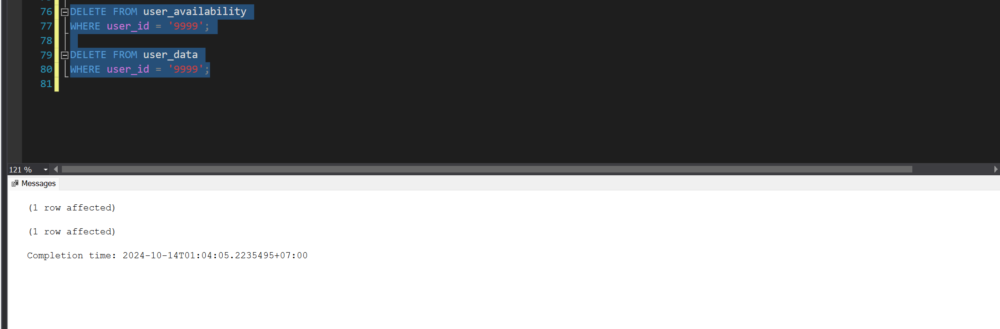 76 DELETE FROM user_availability
77 WHERE user_id = '9999';
78
79 DELETE FROM user_data
80 WHERE user_id = '9999';
81
121 %
Messages
(1 row affected)
(1 row affected)
Completion time: 2024-10-14T01:04:05.2235495+07:00